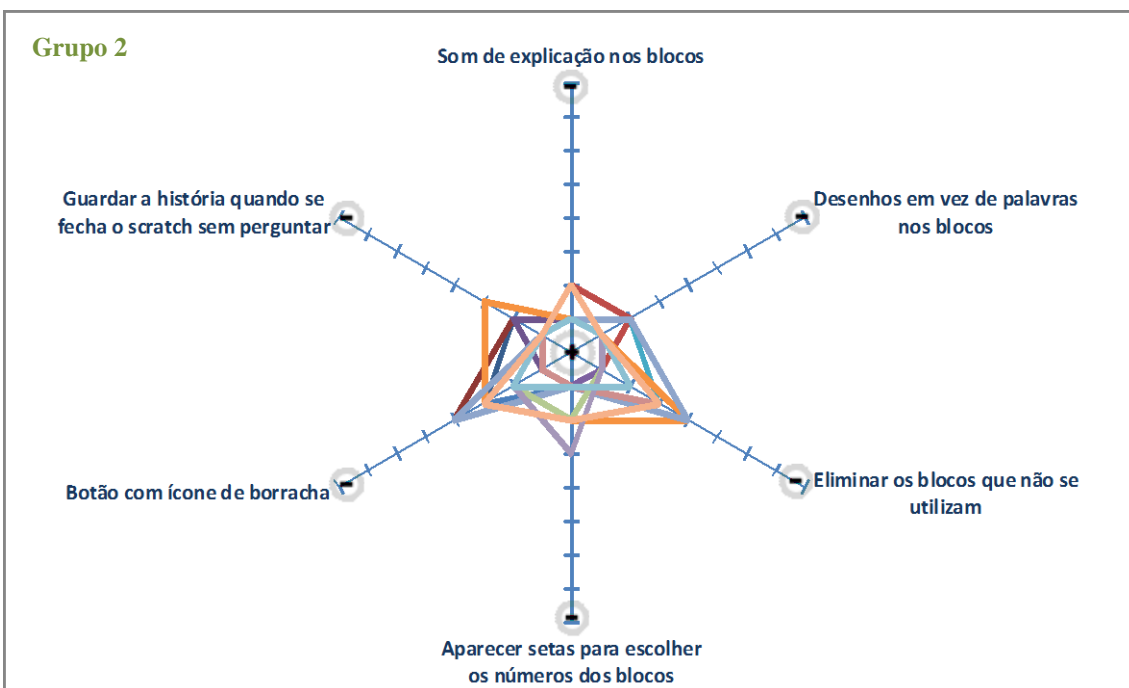 Grupo 2
Som de explicação nos blocos
Guardar a história quando se
fecha o scratch sem perguntar
Desenhos em vez de palavras
nos blocos
Botão com ícone de borracha
Eliminar os blocos que não se
utilizam
Aparecer setas para escolher
os números dos blocos